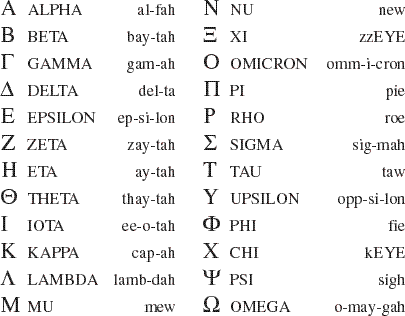 Α ALPHA al-fah Ν NU new
Β BETA bay-tah Ξ XI zzEYE
Γ GAMMA gam-ah Ο OMICRON omm-i-cron
Δ DELTA del-ta Π PI pie
Ε EPSILON ep-si-lon Ρ RHO roe
Ζ ZETA zay-tah Σ SIGMA sig-mah
Η ETA ay-tah Τ TAU taw
Θ THETA thay-tah Υ UPSILON opp-si-lon
Ι IOTA ee-o-tah Φ PHI fie
Κ KAPPA cap-ah Χ CHI kEYE
Λ LAMBDA lamb-dah Ψ PSI sigh
Μ MU mew Ω OMEGA o-may-gah